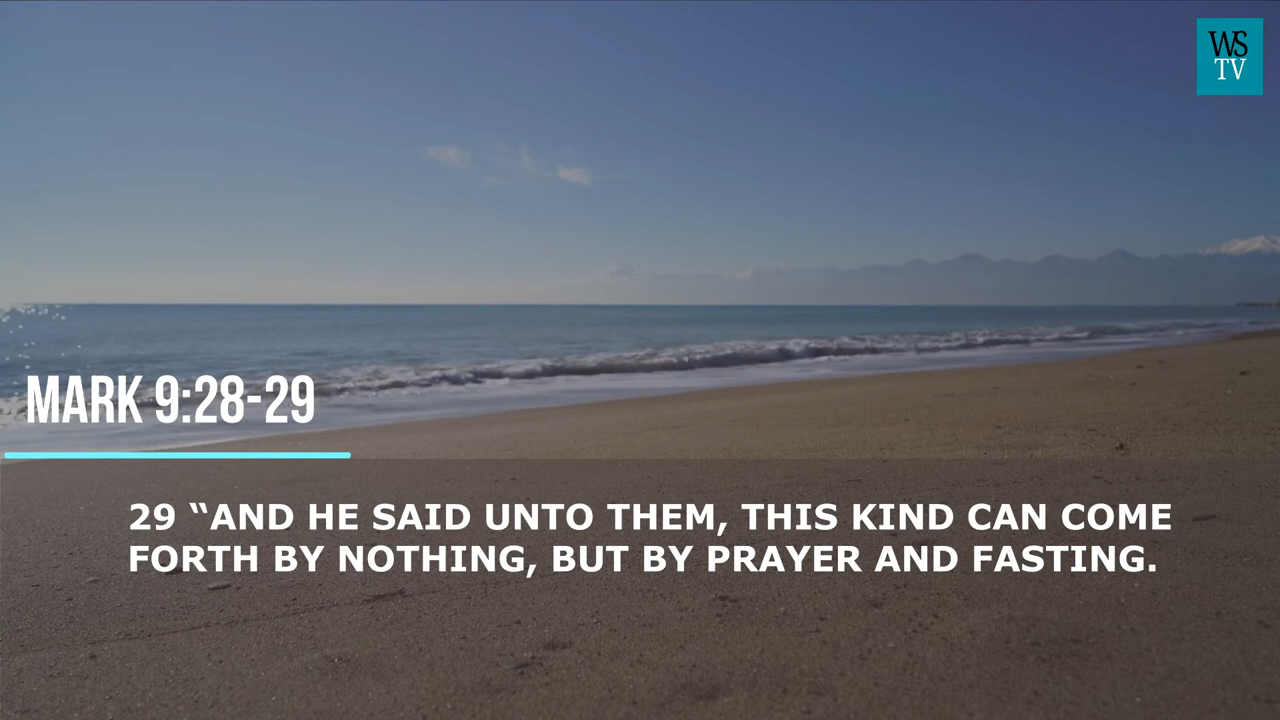 WS
TV
MARK 9:28-29
29 “AND HE SAID UNTO THEM, THIS KIND CAN COME
FORTH BY NOTHING, BUT BY PRAYER AND FASTING.